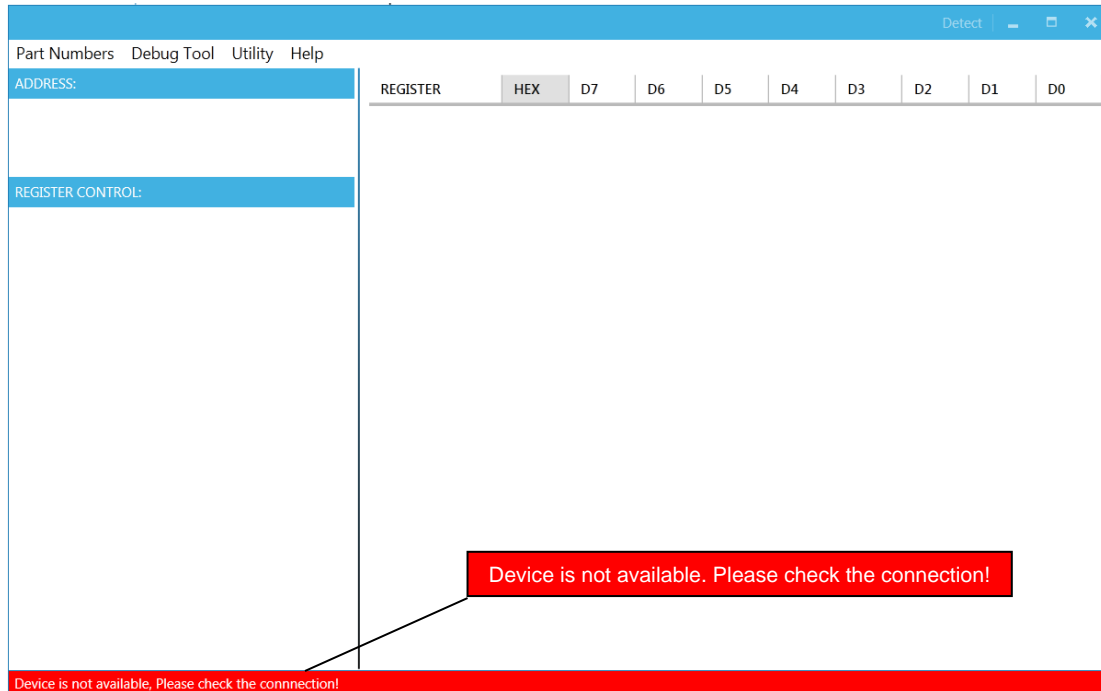 Detect
Part Numbers Debug Tool Utility Help
ADDRESS:
REGISTER HEX D7 D6 D5 D4 D3 D2 D1 D0
REGISTER CONTROL:
Device is not available. Please check the connection!
Device is not available, Please check the connnection!